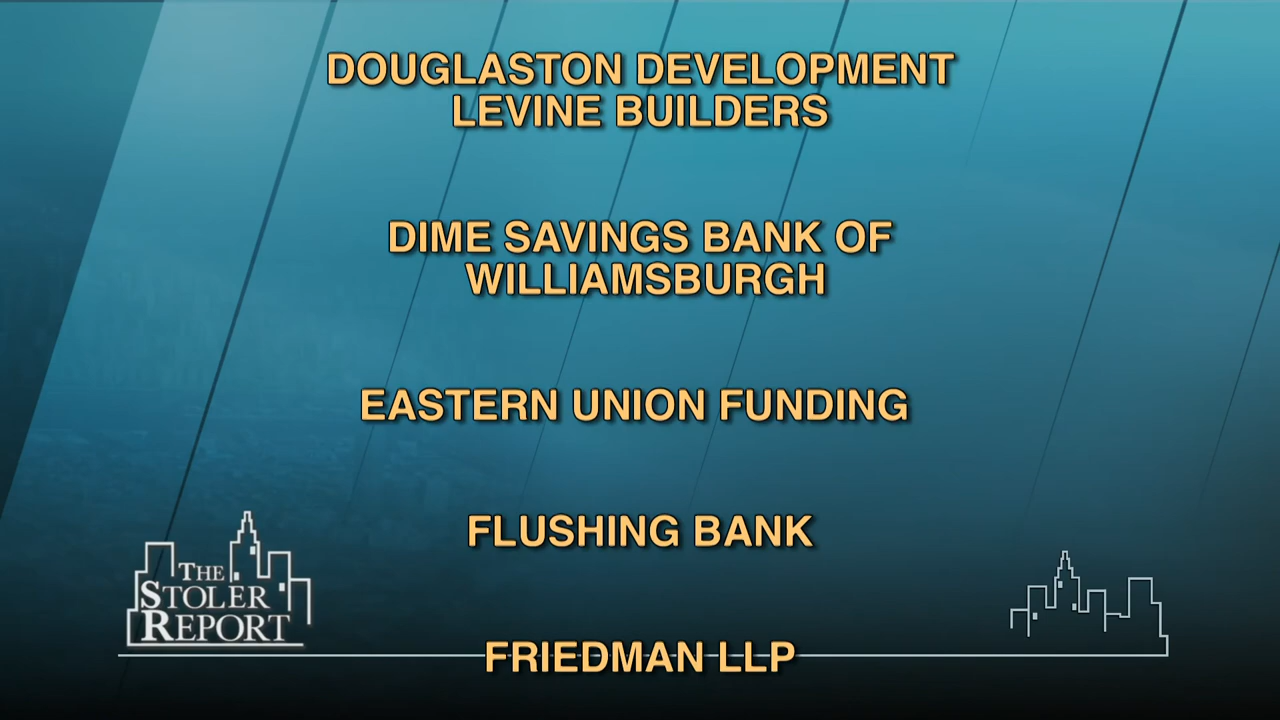 DOUGLASTON DEVELOPMENT
LEVINE BUILDERS
DIME SAVINGS BANK OF
WILLIAMSBURGH
EASTERN UNION FUNDING
FLUSHING BANK
THE
STOLER
REPORT
FRIEDMAN LLP